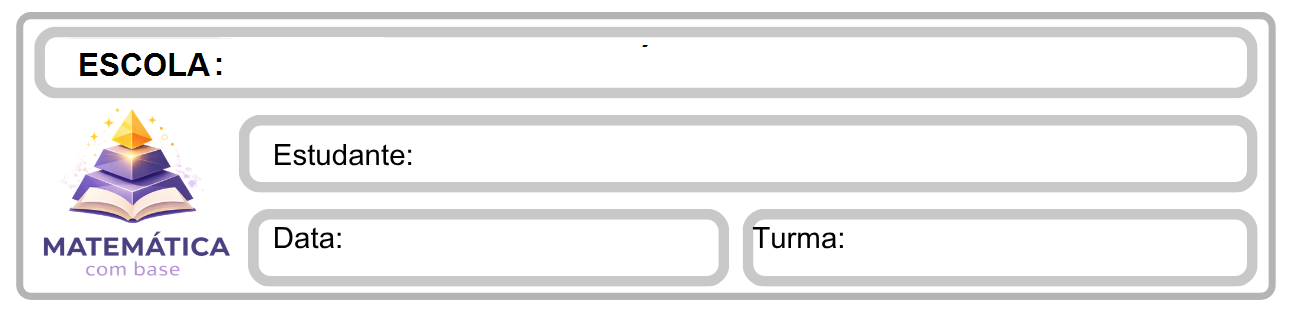 ESCOLA:
Estudante:
Data:
Turma:
MATEMÁTICA
com base